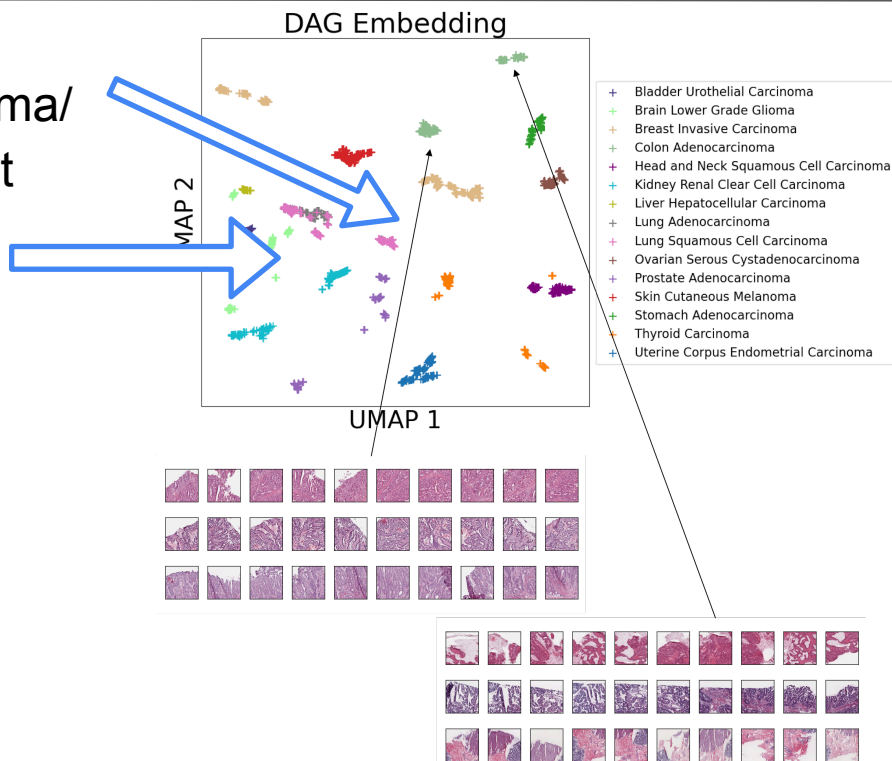 DAG Embedding
ma/
t
MAP 2
UMAP 1
Bladder Urothelial Carcinoma
Brain Lower Grade Glioma
Breast Invasive Carcinoma
Colon Adenocarcinoma
Head and Neck Squamous Cell Carcinoma
Kidney Renal Clear Cell Carcinoma
Liver Hepatocellular Carcinoma
Lung Adenocarcinoma
Lung Squamous Cell Carcinoma
Ovarian Serous Cystadenocarcinoma
Prostate Adenocarcinoma
Skin Cutaneous Melanoma
Stomach Adenocarcinoma
Thyroid Carcinoma
Uterine Corpus Endometrial Carcinoma